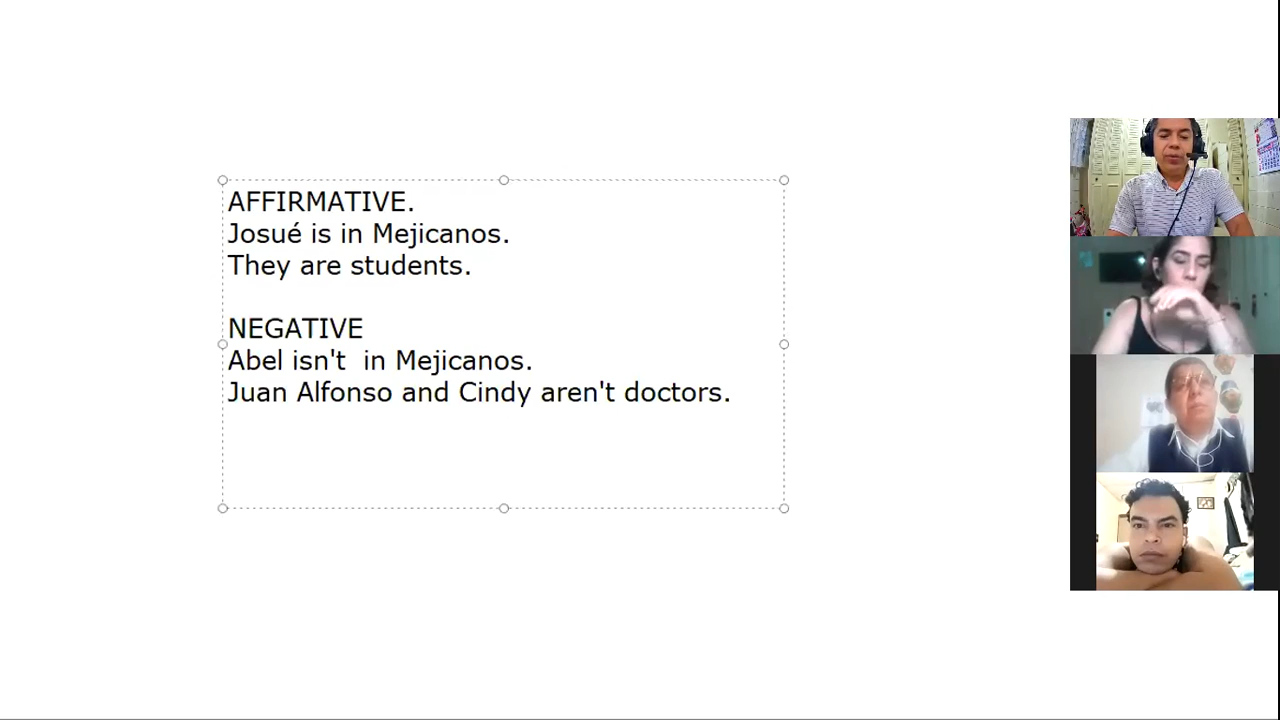 AFFIRMATIVE.
Josué is in Mejicanos.
They are students.
NEGATIVE
Abel isn't  in Mejicanos.
Juan Alfonso and Cindy aren't doctors.